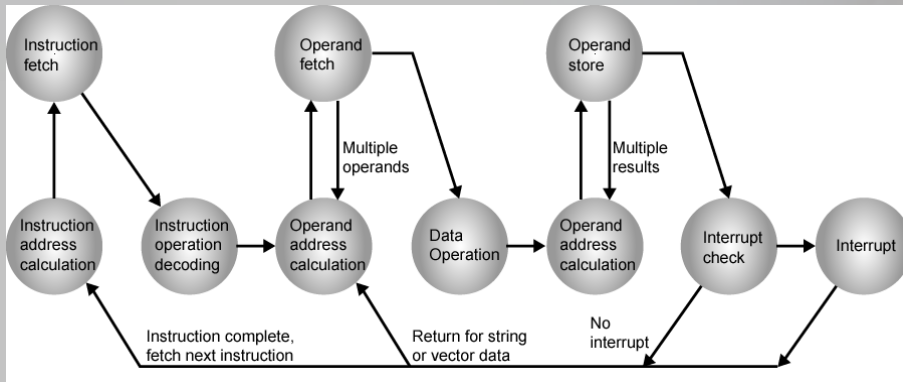 Instruction
fetch
Operand
fetch
Operand
store
Multiple
operands
Multiple
results
Instruction
address
calculation
Instruction
operation
decoding
Operand
address
calculation
Data
Operation
Operand
address
calculation
Interrupt
check
Interrupt
Instruction complete,
fetch next instruction
Return for string
or vector data
No
interrupt